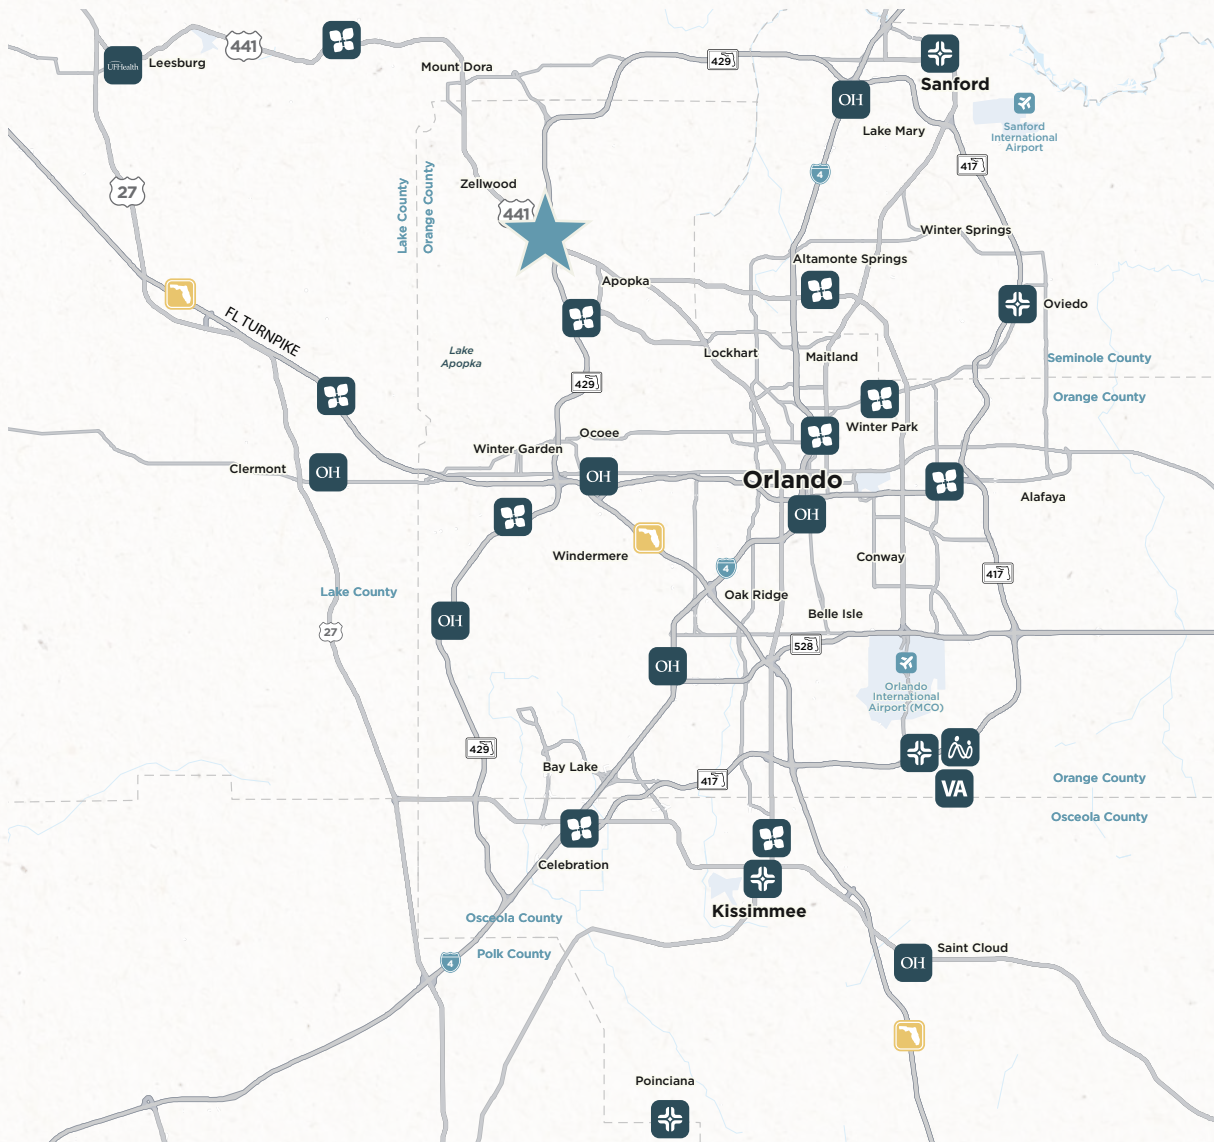 441
UFHealth
Leesburg
Mount Dora
429
Sanford
OH
Lake Mary
Sanford
International
Airport
417
4
27
Zellwood
Lake County
Orange County
441
Winter Springs
Altamonte Springs
Apopka
Oviedo
FL TURNPIKE
Lake
Apopka
Lockhart
Maitland
Seminole County
Orange County
429
Winter Park
Ocoee
Winter Garden
Clermont
OH
OH
Orlando
Alafaya
OH
Windermere
Conway
4
417
Lake County
Oak Ridge
Belle Isle
OH
27
528
OH
Orlando
International
Airport (MCO)
429
Bay Lake
417
VA
Orange County
Osceola County
Celebration
Kissimmee
Osceola County
Polk County
4
OH
Saint Cloud
Poinciana